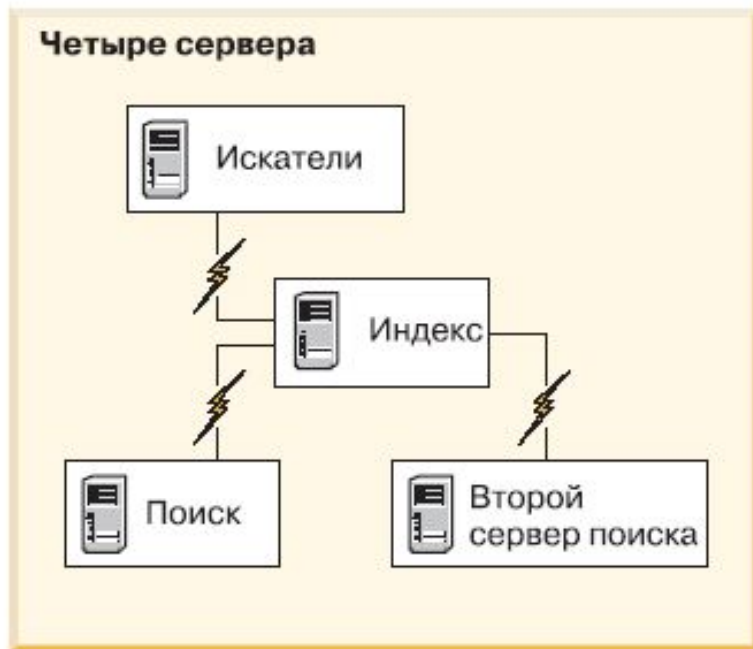 Четыре сервера
Искатели
Индекс
Поиск
Второй
сервер поиска